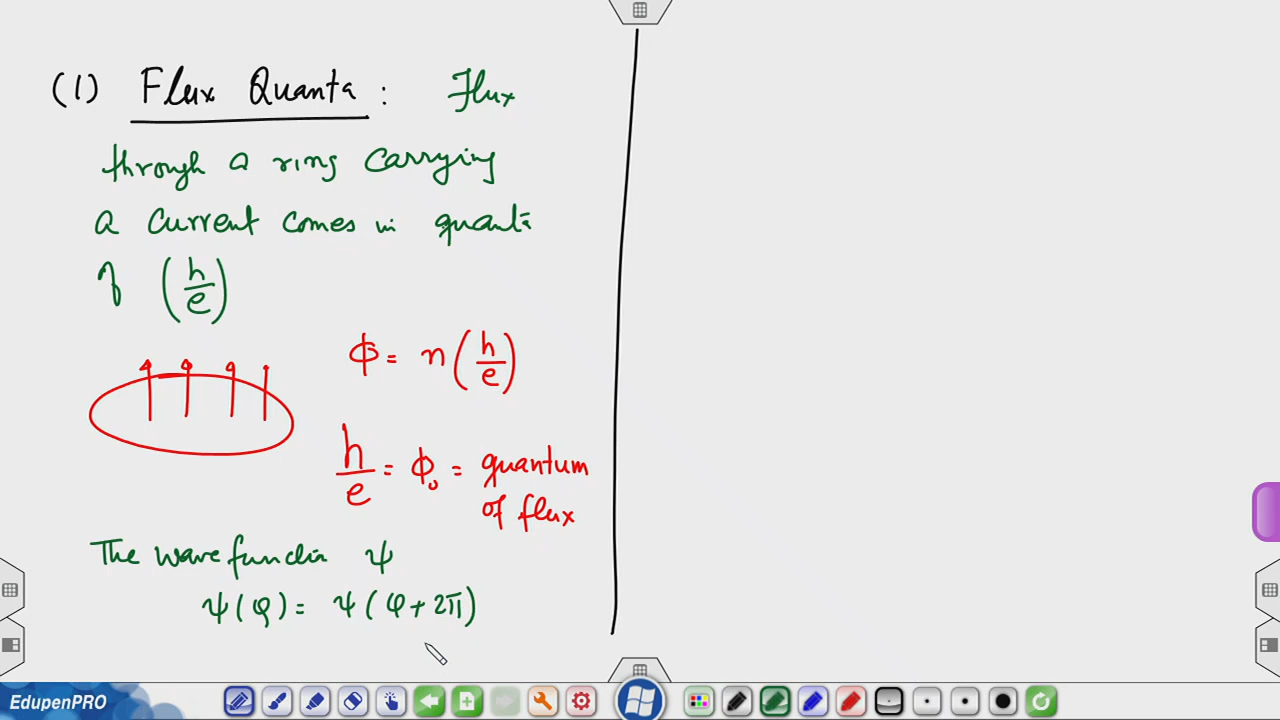 (1) Flux Quanta : Flux
through a ring carrying
a current comes in quanta
of (h/e)
Φ = n(h/e)
h/e = Φ₀ = quantum
of flux
The wavefunction ψ
ψ(φ) = ψ(φ+2π)
EdupenPRO